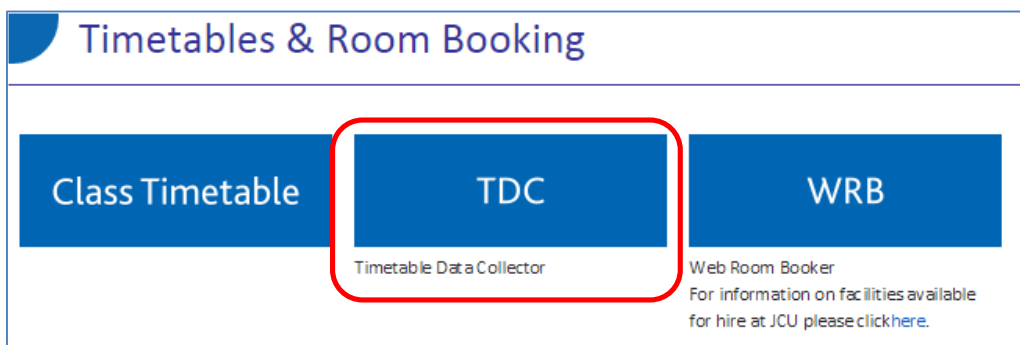 Timetables & Room Booking
Class Timetable
TDC
WRB
Timetable Data Collector
Web Room Booker
For information on facilities available
for hire at JCU please clickhere.